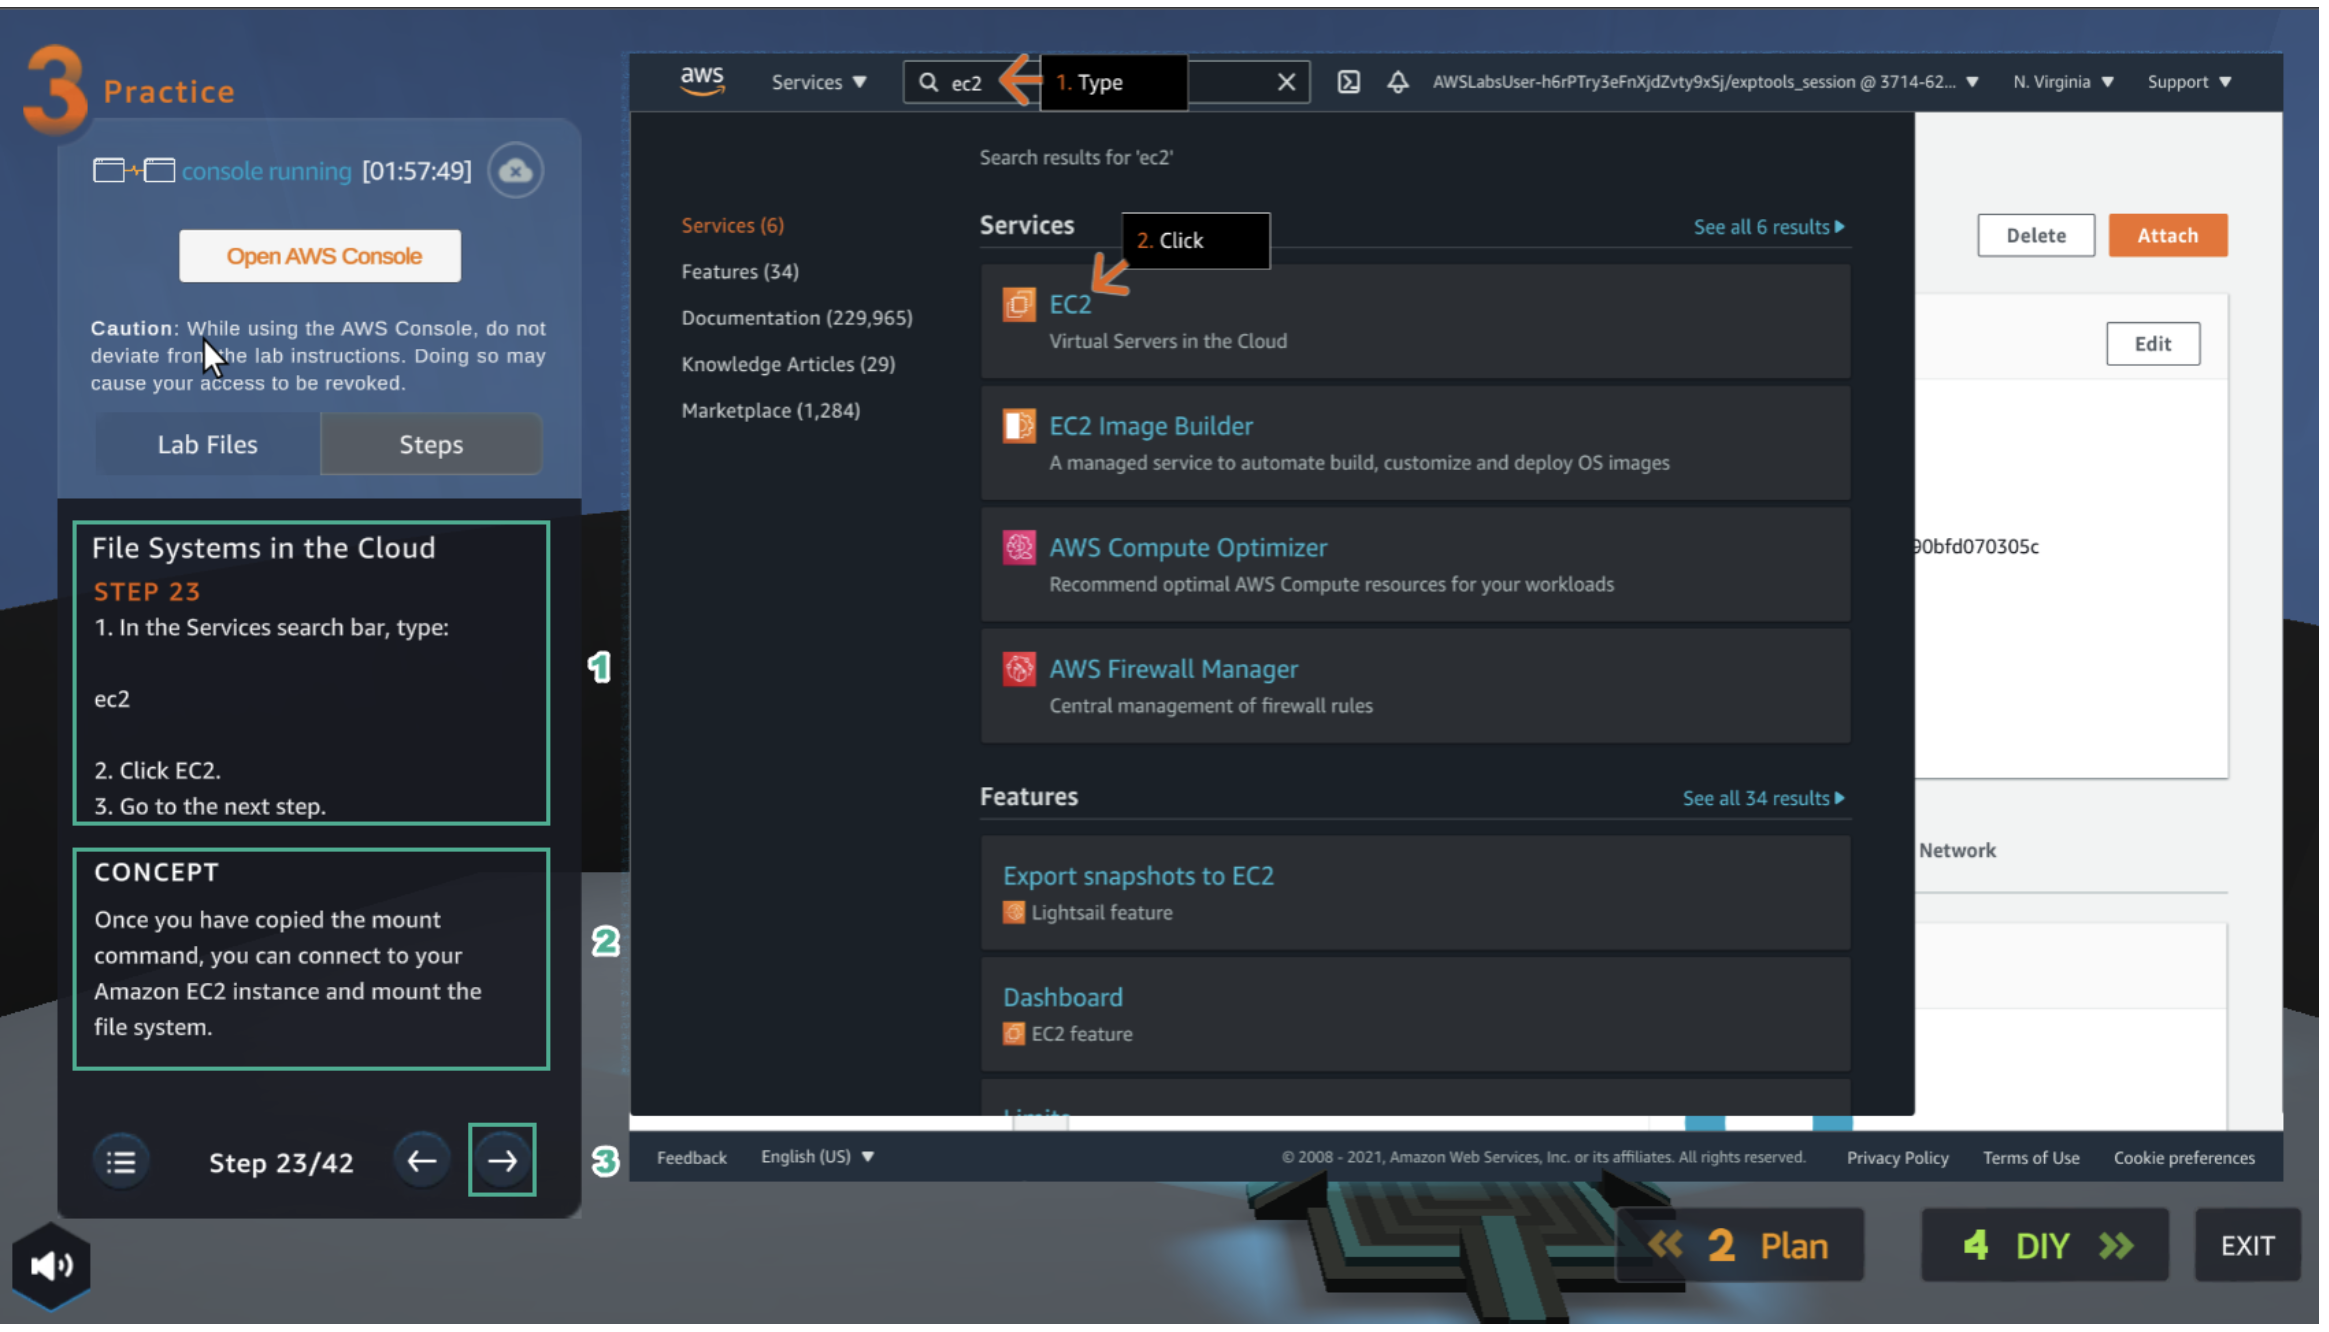 3 Practice
console running [01:57:49]
Open AWS Console
Caution: While using the AWS Console, do not
deviate from the lab instructions. Doing so may
cause your access to be revoked.
Lab Files
Steps
File Systems in the Cloud
STEP 23
1. In the Services search bar, type:
ec2
2. Click EC2.
3. Go to the next step.
1
CONCEPT
Once you have copied the mount
command, you can connect to your
Amazon EC2 instance and mount the
file system.
2
Step 23/42
3
aws
Services
ec2
1. Type
AWSLabsUser-h6rPTry3eFnXjdZvty9xSj/exptools_session @ 3714-62...
N. Virginia
Support
Search results for 'ec2'
Services (6)
Features (34)
Documentation (229,965)
Knowledge Articles (29)
Marketplace (1,284)
Services
2. Click
See all 6 results
EC2
Virtual Servers in the Cloud
EC2 Image Builder
A managed service to automate build, customize and deploy OS images
AWS Compute Optimizer
Recommend optimal AWS Compute resources for your workloads
AWS Firewall Manager
Central management of firewall rules
Features
See all 34 results
Export snapshots to EC2
Lightsail feature
Dashboard
EC2 feature
Limits
Delete
Attach
Edit
90bfd070305c
Network
Feedback
English (US)
© 2008 - 2021, Amazon Web Services, Inc. or its affiliates. All rights reserved.
Privacy Policy
Terms of Use
Cookie preferences
2 Plan
4 DIY
EXIT